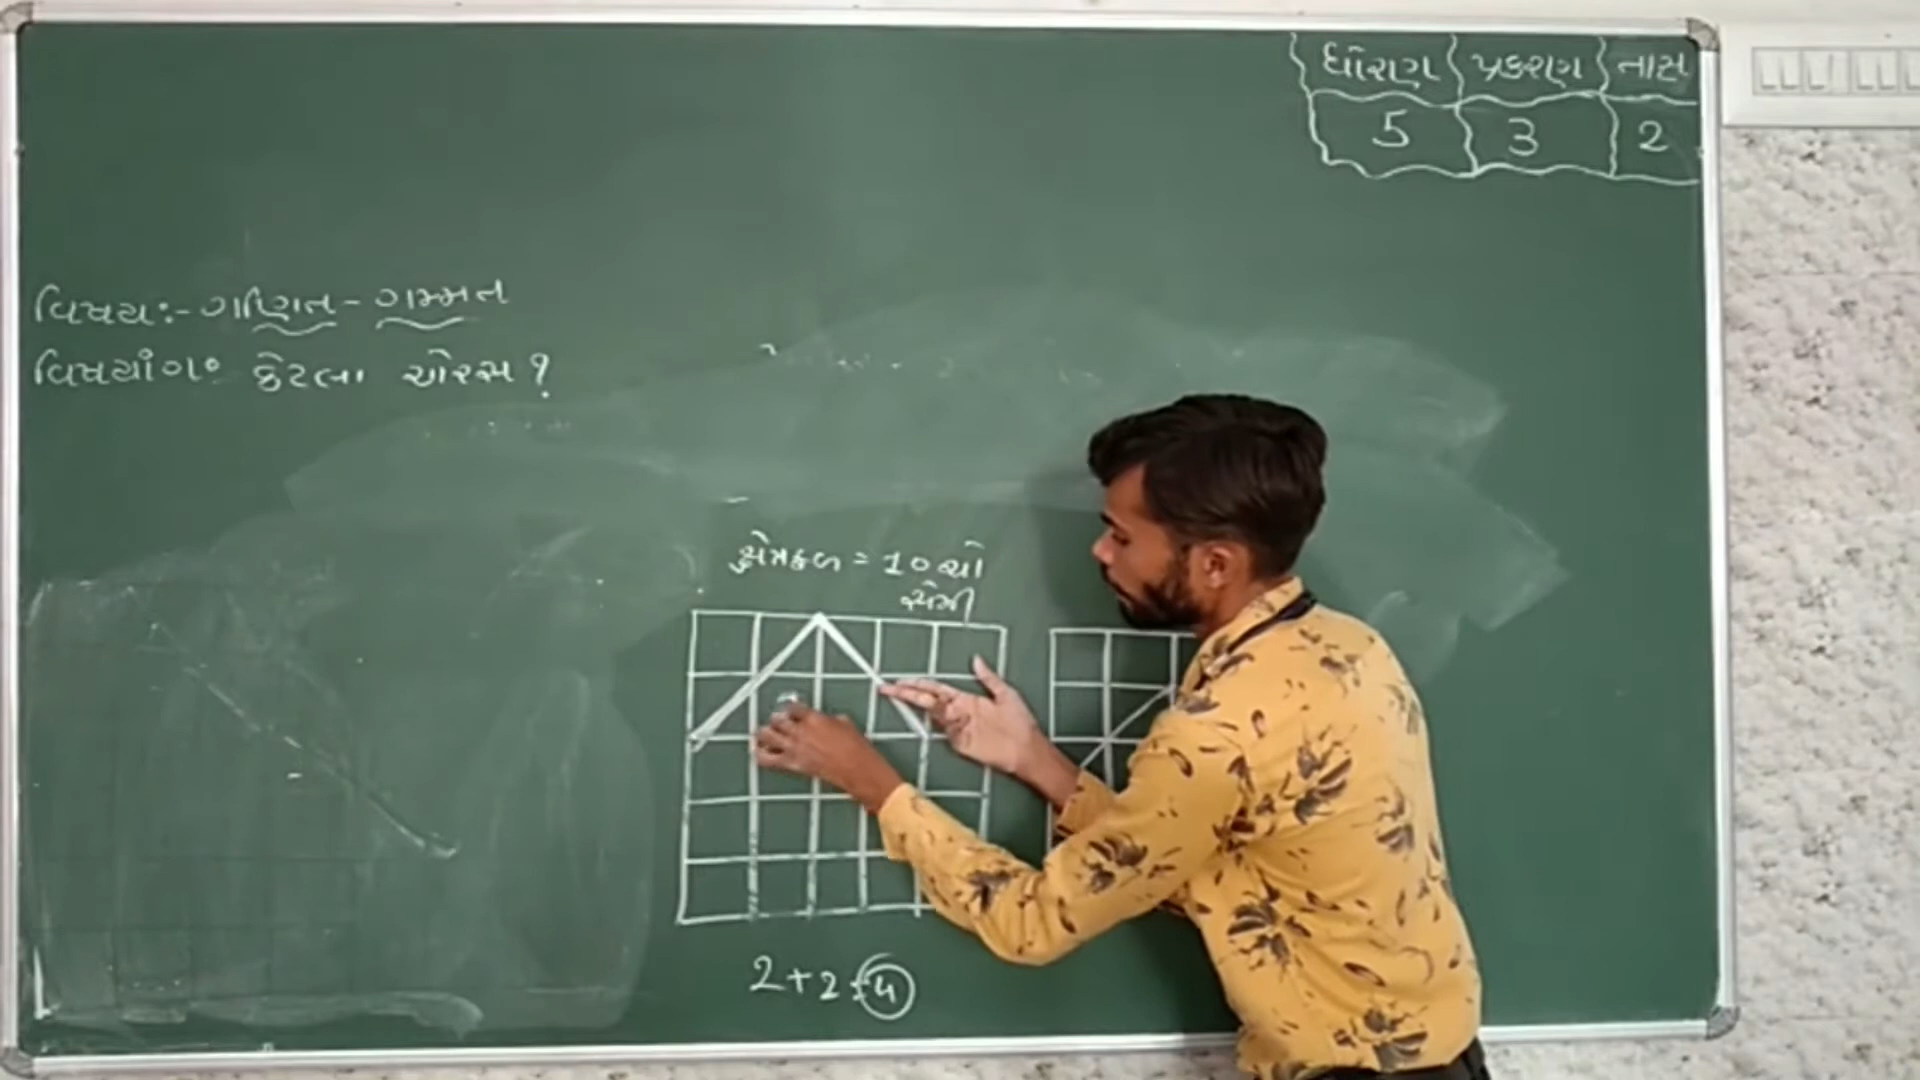 ધોરણ પ્રકરણ તાસ
5 3 2
વિષય:- ગણિત - ગમ્મત
વિષયાંગ: કેટલા ચોરસ ?
ક્ષેત્રફળ = 10 ચો
સેમી
2 + 2 = 4